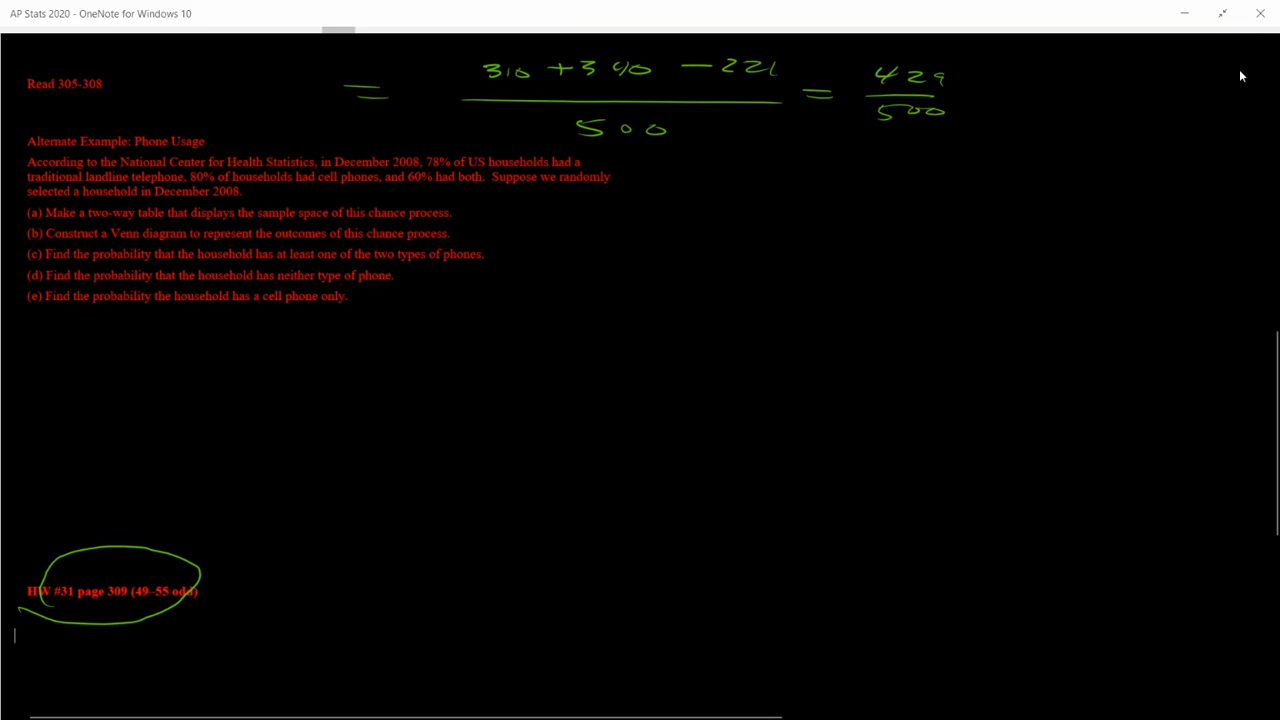 AP Stats 2020 - OneNote for Windows 10
310 + 340 - 221
= = 429
500 500
Read 305-308
Alternate Example: Phone Usage
According to the National Center for Health Statistics, in December 2008, 78% of US households had a
traditional landline telephone, 80% of households had cell phones, and 60% had both. Suppose we randomly
selected a household in December 2008.
(a) Make a two-way table that displays the sample space of this chance process.
(b) Construct a Venn diagram to represent the outcomes of this chance process.
(c) Find the probability that the household has at least one of the two types of phones.
(d) Find the probability that the household has neither type of phone.
(e) Find the probability the household has a cell phone only.
HW #31 page 309 (49–55 odd)